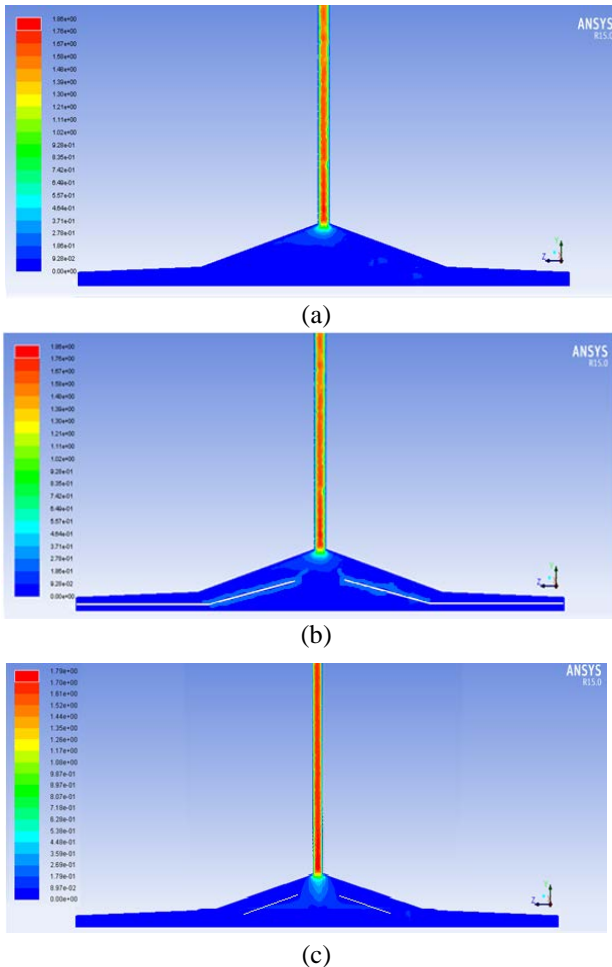 1.86e+00
1.76e+00
1.67e+00
1.58e+00
1.48e+00
1.39e+00
1.30e+00
1.21e+00
1.11e+00
1.02e+00
9.28e-01
8.35e-01
7.42e-01
6.49e-01
5.57e-01
4.64e-01
3.71e-01
2.78e-01
1.86e-01
9.28e-02
0.00e+00
ANSYS
R15.0
Y
Z
(a)
1.86e+00
1.76e+00
1.67e+00
1.58e+00
1.48e+00
1.39e+00
1.30e+00
1.21e+00
1.11e+00
1.02e+00
9.28e-01
8.35e-01
7.42e-01
6.49e-01
5.57e-01
4.64e-01
3.71e-01
2.78e-01
1.86e-01
9.28e-02
0.00e+00
ANSYS
R15.0
Y
Z
(b)
1.79e+00
1.70e+00
1.61e+00
1.52e+00
1.44e+00
1.35e+00
1.26e+00
1.17e+00
1.08e+00
9.87e-01
8.97e-01
8.07e-01
7.18e-01
6.28e-01
5.38e-01
4.48e-01
3.59e-01
2.69e-01
1.79e-01
8.97e-02
0.00e+00
ANSYS
R15.0
Y
Z
(c)